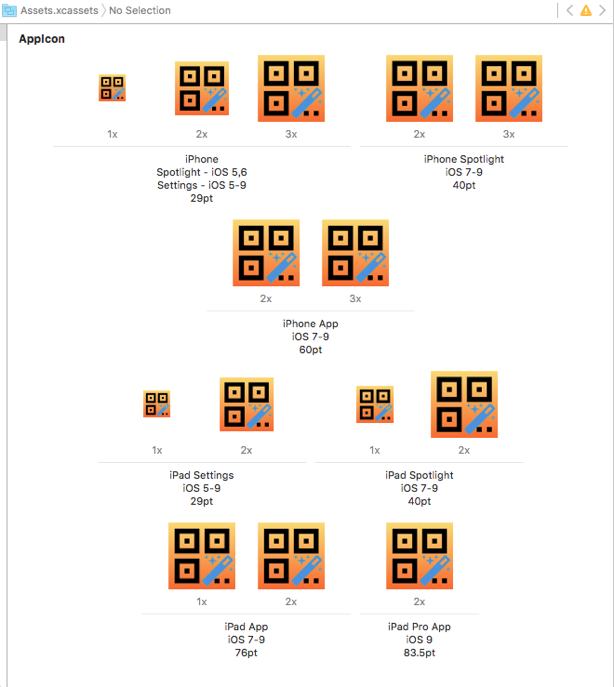 Assets.xcassets No Selection
AppIcon
1x 2x 3x 2x 3x
iPhone
Spotlight - iOS 5,6
Settings - iOS 5-9
29pt
iPhone Spotlight
iOS 7-9
40pt
2x 3x
iPhone App
iOS 7-9
60pt
1x 2x 1x 2x
iPad Settings
iOS 5-9
29pt
iPad Spotlight
iOS 7-9
40pt
1x 2x 2x
iPad App
iOS 7-9
76pt
iPad Pro App
iOS 9
83.5pt